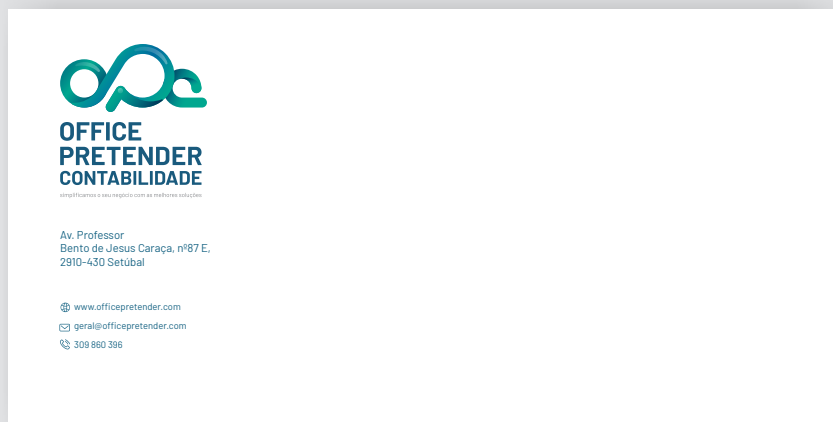 OFFICE
PRETENDER
CONTABILIDADE
simplificamos o seu negócio com as melhores soluções
Av. Professor
Bento de Jesus Caraça, nº87 E,
2910-430 Setúbal
www.officepretender.com
geral@officepretender.com
309 860 396